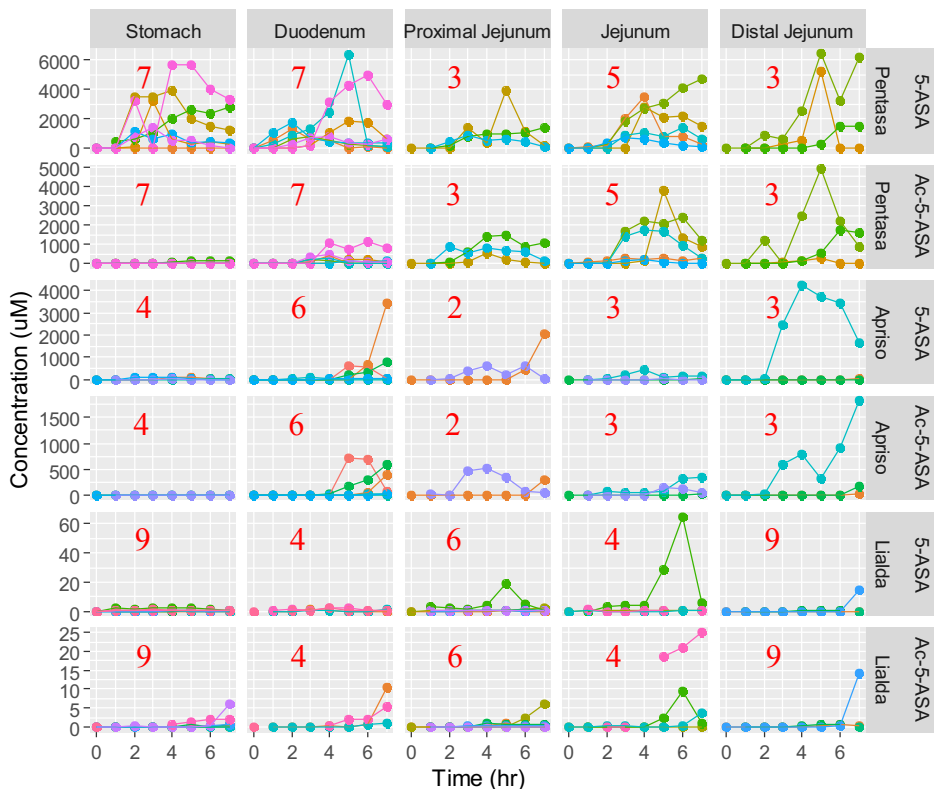 Stomach Duodenum Proximal Jejunum Jejunum Distal Jejunum
6000 7 7 3 5 3 Pentasa 5-ASA
4000
2000
0
5000 7 7 3 5 3 Pentasa Ac-5-ASA
4000
3000
2000
1000
0
4000 4 6 2 3 3 Apriso 5-ASA
3000
2000
1000
0
1500 4 6 2 3 3 Apriso Ac-5-ASA
1000
500
0
60 9 4 6 4 9 Lialda 5-ASA
40
20
0
25 9 4 6 4 9 Lialda Ac-5-ASA
20
15
10
5
0
0 2 4 6 0 2 4 6 0 2 4 6 0 2 4 6 0 2 4 6
Time (hr)
Concentration (uM)